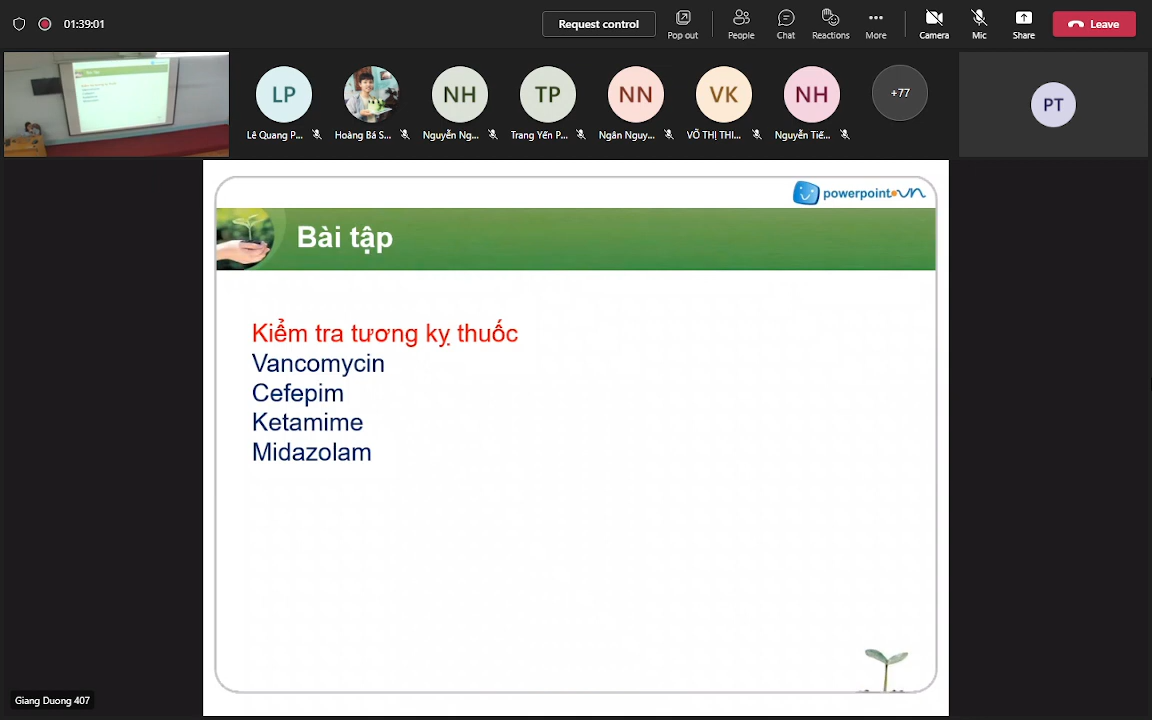 01:39:01
Request control
Pop out
People
Chat
Reactions
More
Camera
Mic
Share
Leave
LP
NH
TP
NN
VK
NH
+77
PT
Lê Quang P...
Hoàng Bá S...
Nguyễn Ng...
Trang Yến P...
Ngân Nguy...
VÕ THỊ THI...
Nguyễn Tiế...
powerpoint.vn
Bài tập
Kiểm tra tương kỵ thuốc
Vancomycin
Cefepim
Ketamime
Midazolam
Giang Duong 407